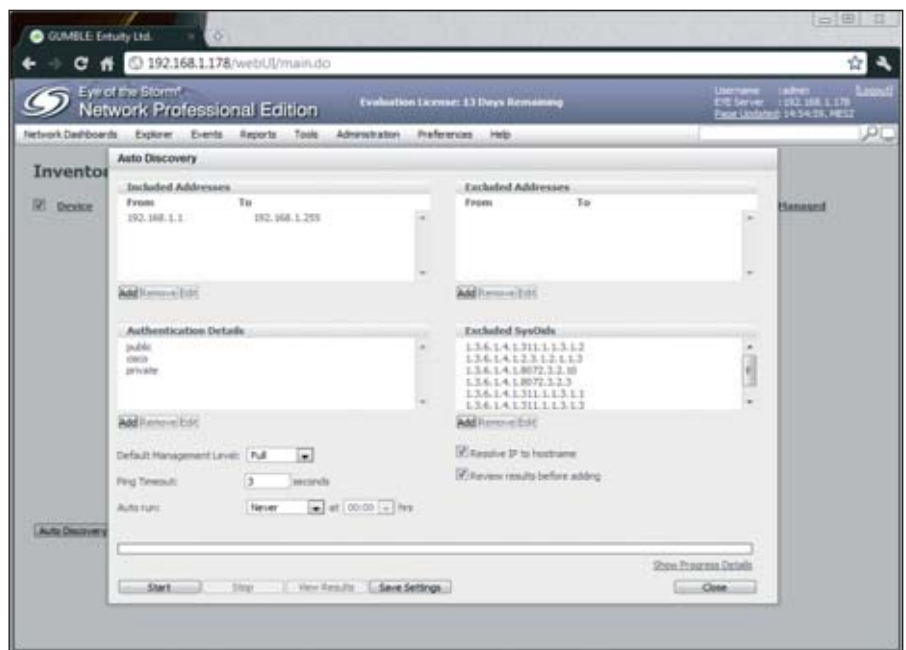 GUMBLE: Entuity Ltd.
192.168.1.178/webUI/main.do
Eye of the Storm®
Network Professional Edition
Evaluation License: 13 Days Remaining
Username : admin
EYE Server : 192.168.1.178
Page Updated: 14:54:59, MESZ
Logout
Network Dashboards Explorer Events Reports Tools Administration Preferences Help
Inventor
Device
Managed
Auto Discovery
Included Addresses
From To
192.168.1.1 192.168.1.255
Add Remove Edit
Excluded Addresses
From To
Add Remove Edit
Authentication Details
public
cisco
private
Add Remove Edit
Excluded SysOids
1.3.6.1.4.1.311.1.1.3.1.2
1.3.6.1.4.1.2.3.1.2.1.1.3
1.3.6.1.4.1.8072.3.2.10
1.3.6.1.4.1.8072.3.2.3
1.3.6.1.4.1.311.1.1.3.1.1
1.3.6.1.4.1.311.1.1.3.1.3
Add Remove Edit
Default Management Level: Full
Ping Timeout: 3 seconds
Auto run: Never at 00:00 hrs
Resolve IP to hostname
Review results before adding
Auto Discovery
Show Progress Details
Start Stop View Results Save Settings Close